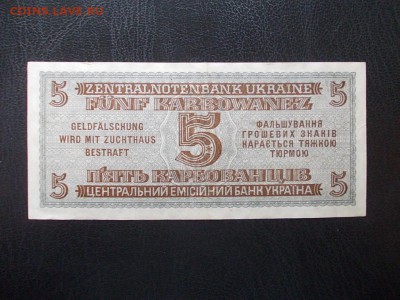 COINS.LAVE.RU
5 ZENTRALNOTENBANK UKRAINE 5
FÜNF KARBOWANEZ
GELDFÄLSCHUNG
WIRD MIT ZUCHTHAUS
BESTRAFT
5
ФАЛЬШУВАННЯ
ГРОШЕВИХ ЗНАКІВ
КАРАЄТЬСЯ ТЯЖКОЮ
ТЮРМОЮ
ПЯТЬ КАРБОВАНЦІВ
5 ЦЕНТРАЛЬНИЙ ЕМІСІЙНИЙ БАНК УКРАЇНА 5